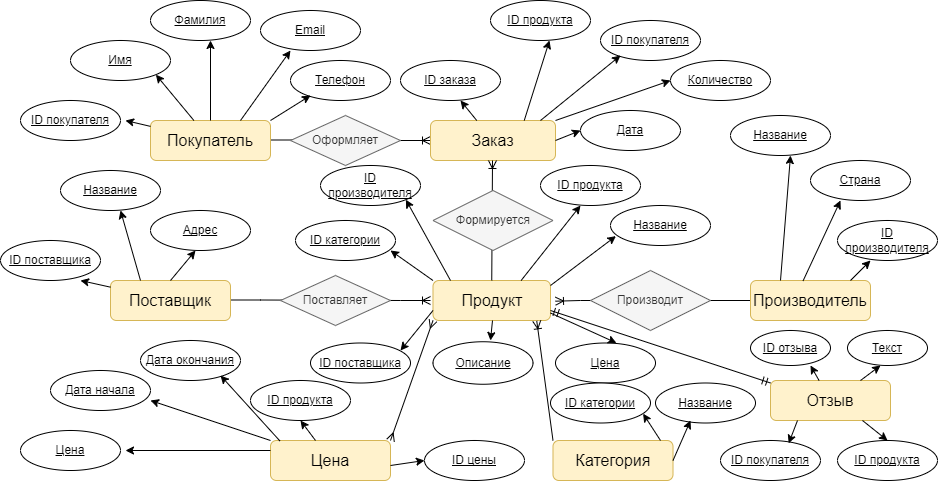 Фамилия
ID продукта
Email
ID покупателя
Имя
Телефон
ID заказа
Количество
ID покупателя
Дата
Название
Покупатель
Оформляет
Заказ
Название
ID
производителя
ID продукта
Страна
Адрес
Формируется
Название
ID
производителя
ID категории
ID поставщика
Поставщик
Поставляет
Продукт
Производит
Производитель
ID отзыва
Текст
Дата окончания
ID поставщика
Описание
Цена
Дата начала
ID продукта
ID категории
Название
Отзыв
Цена
Цена
ID цены
Категория
ID покупателя
ID продукта